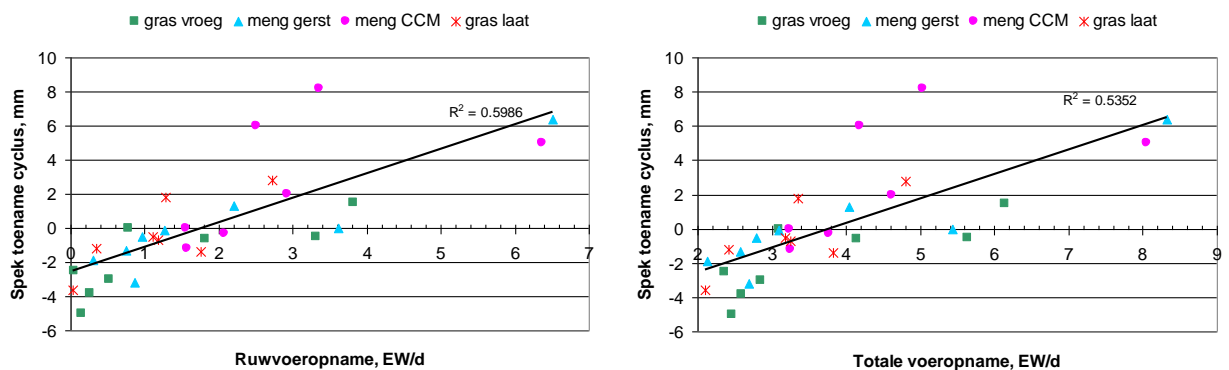 gras vroeg meng gerst meng CCM gras laat
10
8
6
4
2
0
-2
-4
-6
0 1 2 3 4 5 6 7
R² = 0.5986
Spek toename cyclus, mm
Ruwvoeropname, EW/d
gras vroeg meng gerst meng CCM gras laat
10
8
6
4
2
0
-2
-4
-6
2 3 4 5 6 7 8 9
R² = 0.5352
Spek toename cyclus, mm
Totale voeropname, EW/d